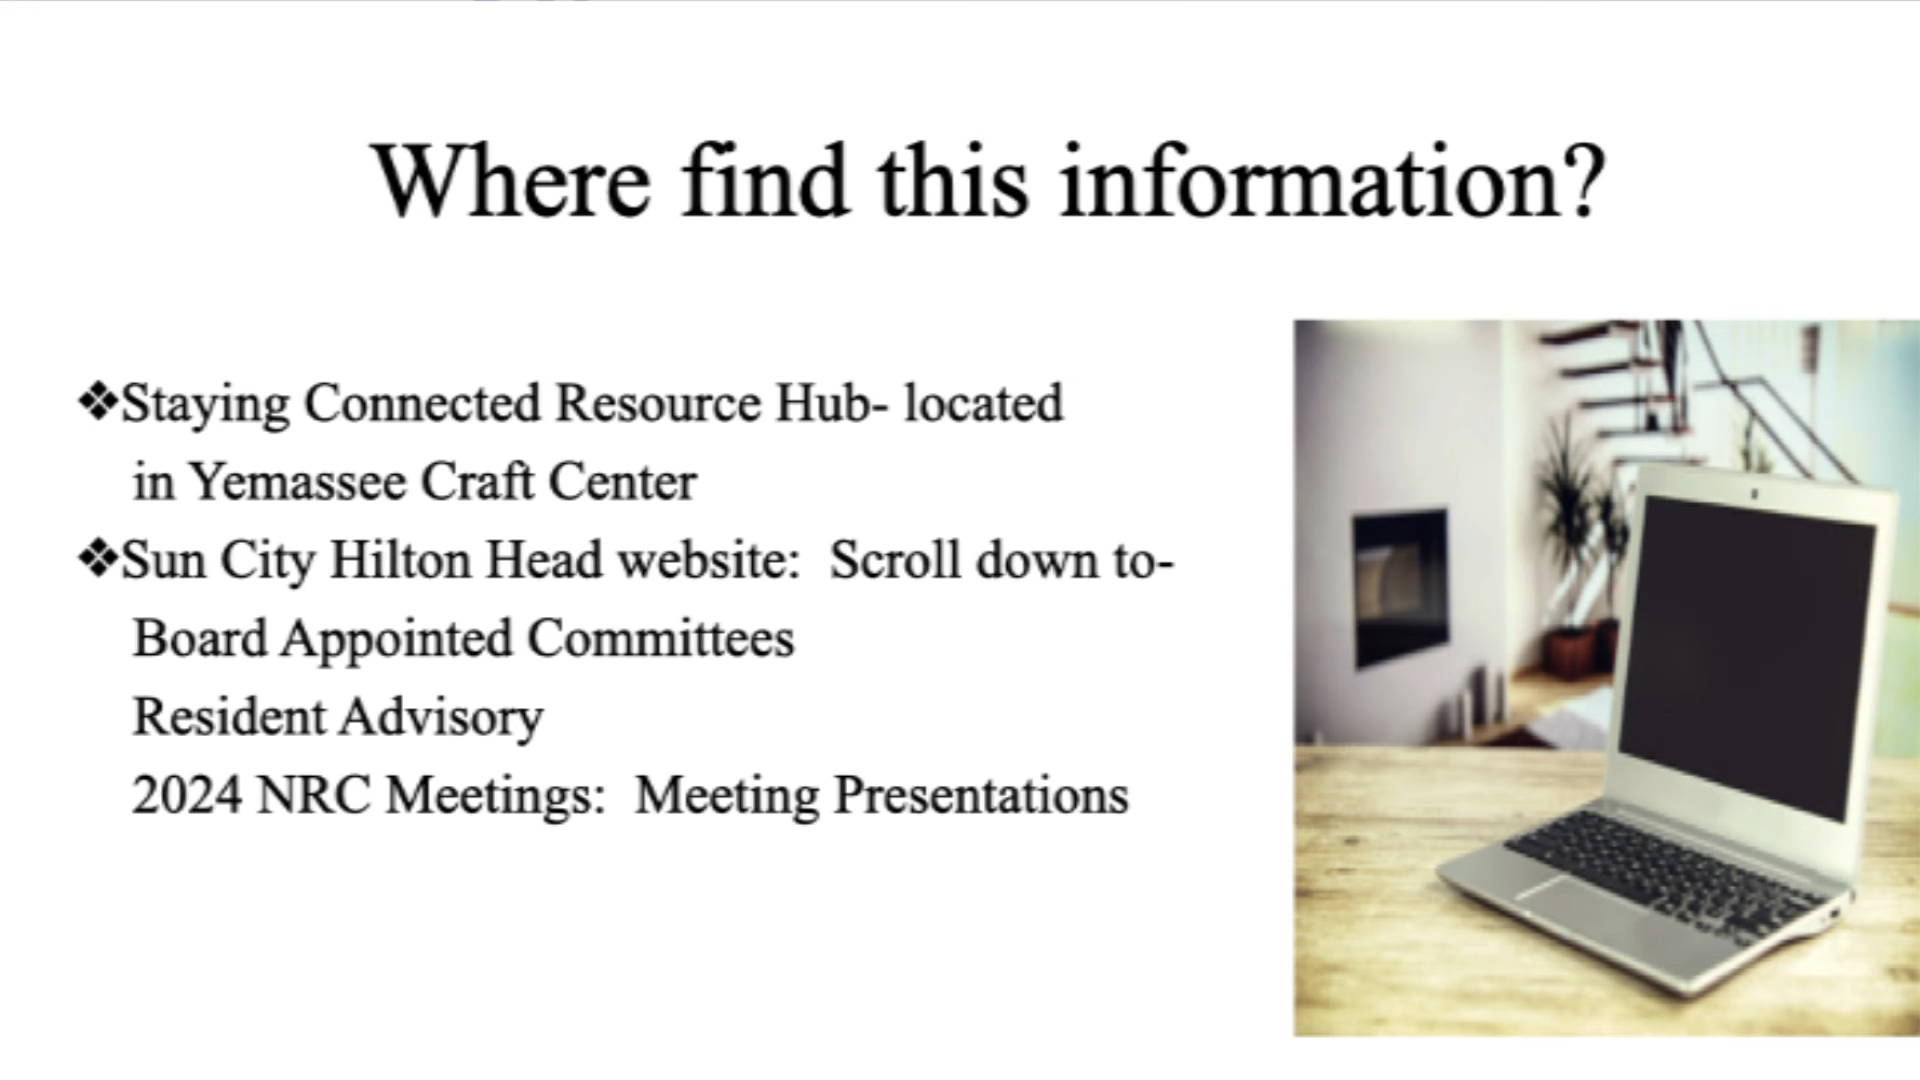 Where find this information?
❖Staying Connected Resource Hub- located
in Yemassee Craft Center
❖Sun City Hilton Head website:  Scroll down to-
Board Appointed Committees
Resident Advisory
2024 NRC Meetings:  Meeting Presentations